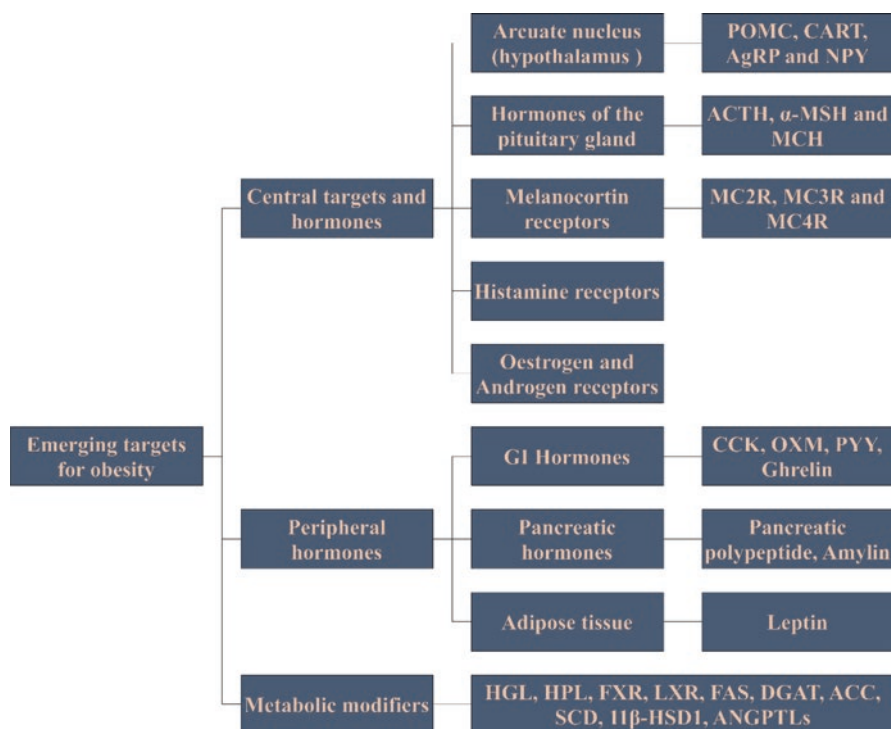 Emerging targets
for obesity
Central targets and
hormones
Arcuate nucleus
(hypothalamus )
POMC, CART,
AgRP and NPY
Hormones of the
pituitary gland
ACTH, α-MSH and
MCH
Melanocortin
receptors
MC2R, MC3R and
MC4R
Histamine receptors
Oestrogen and
Androgen receptors
Peripheral
hormones
GI Hormones
CCK, OXM, PYY,
Ghrelin
Pancreatic
hormones
Pancreatic
polypeptide, Amylin
Adipose tissue
Leptin
Metabolic modifiers
HGL, HPL, FXR, LXR, FAS, DGAT, ACC,
SCD, 11β-HSD1, ANGPTLs